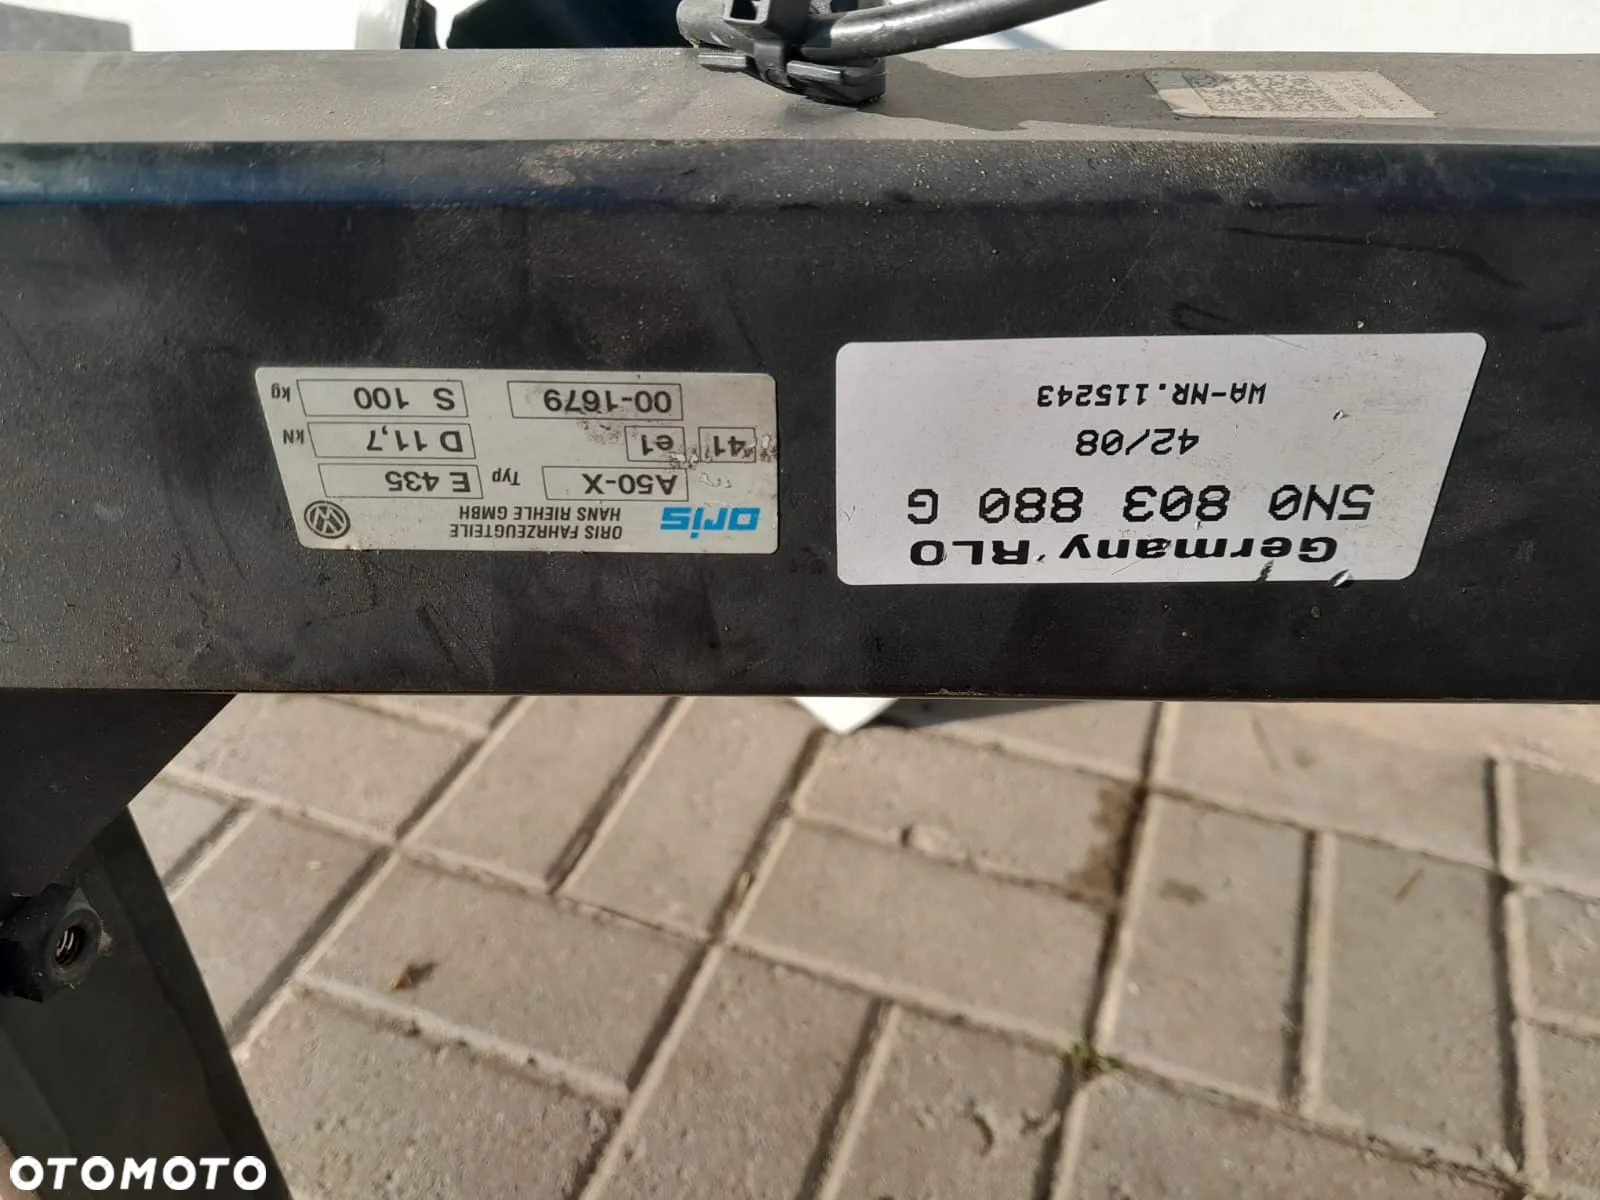 Germany RLO
5N0 803 880 G
42/08
WA-NR.115243
oris
ORIS FAHRZEUGTEILE
HANS RIEHLE GMBH
A50-X Typ E 435
41 e1 D 11,7 kN
00-1679 S 100 kg
OTOMOTO